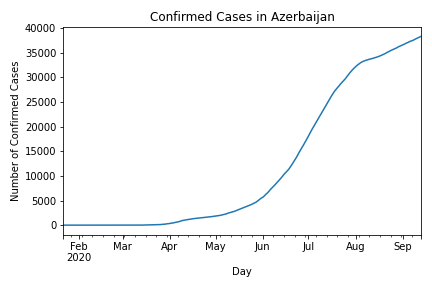 Confirmed Cases in Azerbaijan
40000
35000
30000
25000
20000
15000
10000
5000
0
Number of Confirmed Cases
Feb Mar Apr May Jun Jul Aug Sep
2020
Day